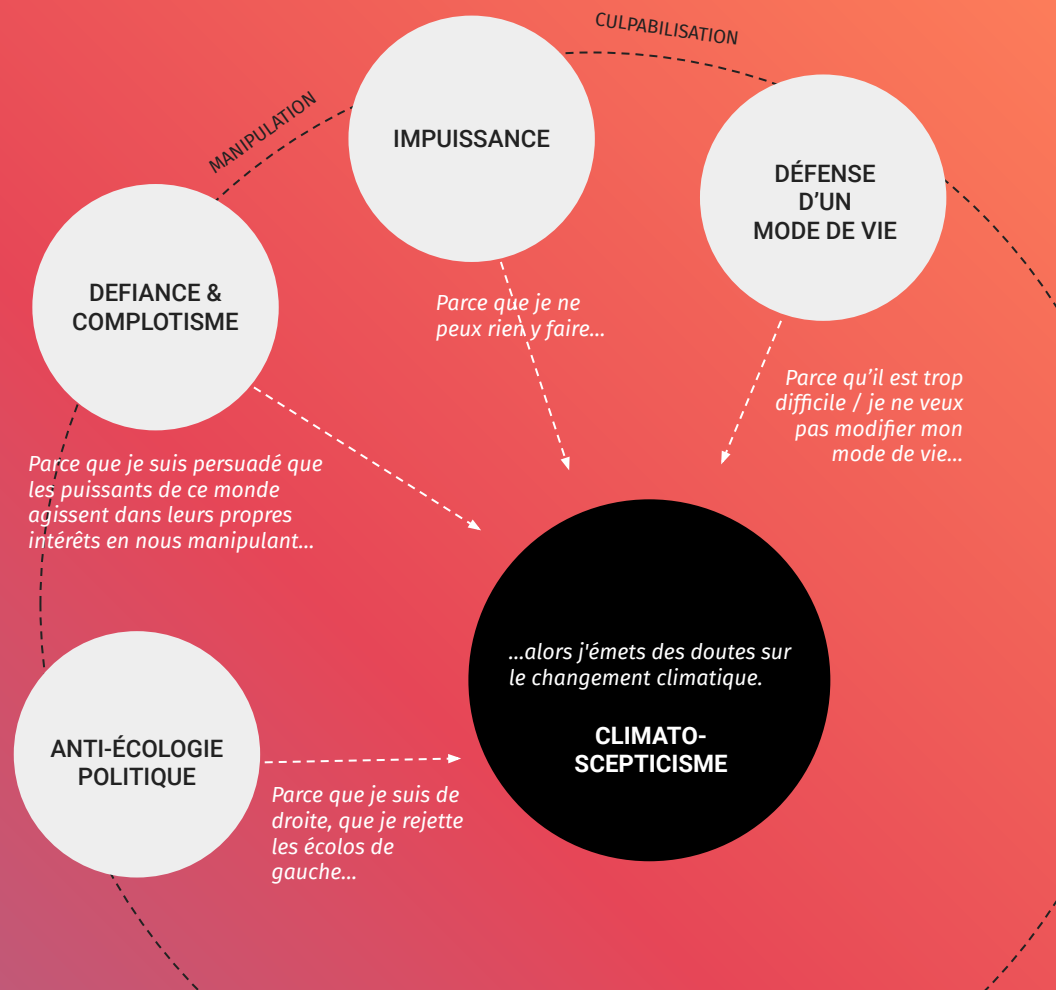 CULPABILISATION
MANIPULATION
IMPUISSANCE
DÉFENSE
D’UN
MODE DE VIE
DEFIANCE &
COMPLOTISME
Parce que je ne
peux rien y faire...
Parce qu’il est trop
difficile / je ne veux
pas modifier mon
mode de vie...
Parce que je suis persuadé que
les puissants de ce monde
agissent dans leurs propres
intérêts en nous manipulant...
...alors j'émets des doutes sur
le changement climatique.
CLIMATO-
SCEPTICISME
ANTI-ÉCOLOGIE
POLITIQUE
Parce que je suis de
droite, que je rejette
les écolos de
gauche...